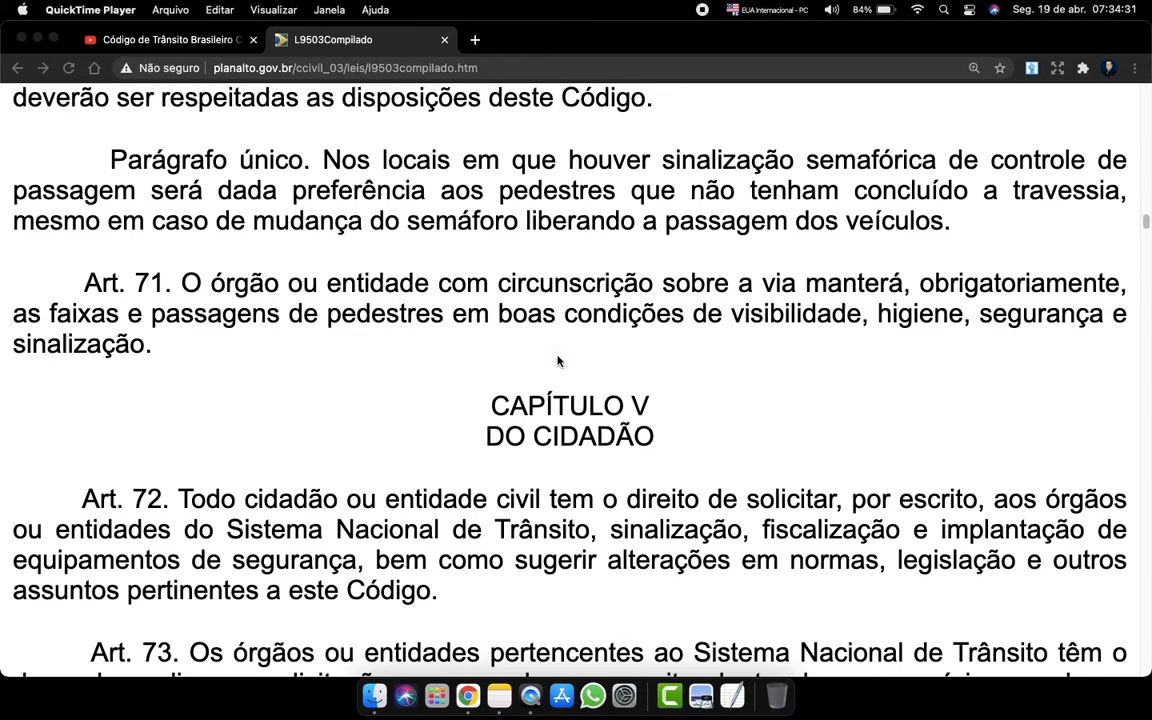 QuickTime Player Arquivo Editar Visualizar Janela Ajuda EUA Internacional - PC 84% Seg. 19 de abr. 07:34:31
Código de Trânsito Brasileiro L9503Compilado
Não seguro planalto.gov.br/ccivil_03/leis/l9503compilado.htm
deverão ser respeitadas as disposições deste Código.
Parágrafo único. Nos locais em que houver sinalização semafórica de controle de
passagem será dada preferência aos pedestres que não tenham concluído a travessia,
mesmo em caso de mudança do semáforo liberando a passagem dos veículos.
Art. 71. O órgão ou entidade com circunscrição sobre a via manterá, obrigatoriamente,
as faixas e passagens de pedestres em boas condições de visibilidade, higiene, segurança e
sinalização.
CAPÍTULO V
DO CIDADÃO
Art. 72. Todo cidadão ou entidade civil tem o direito de solicitar, por escrito, aos órgãos
ou entidades do Sistema Nacional de Trânsito, sinalização, fiscalização e implantação de
equipamentos de segurança, bem como sugerir alterações em normas, legislação e outros
assuntos pertinentes a este Código.
Art. 73. Os órgãos ou entidades pertencentes ao Sistema Nacional de Trânsito têm o